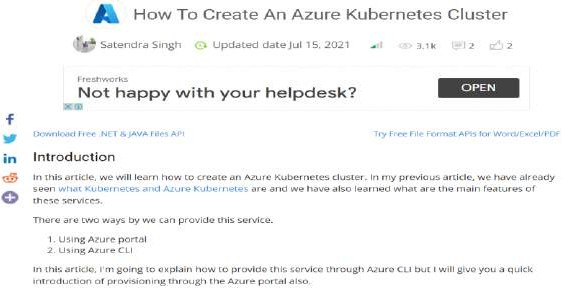 How To Create An Azure Kubernetes Cluster
Satendra Singh Updated date Jul 15, 2021 3.1k 2 2
Freshworks
Not happy with your helpdesk?
OPEN
Download Free .NET & JAVA Files API Try Free File Format APIs for Word/Excel/PDF
Introduction
In this article, we will learn how to create an Azure Kubernetes cluster. In my previous article, we have already
seen what Kubernetes and Azure Kubernetes are and we have also learned what are the main features of
these services.
There are two ways by we can provide this service.
1. Using Azure portal
2. Using Azure CLI
In this article, I'm going to explain how to provide this service through Azure CLI but I will give you a quick
introduction of provisioning through the Azure portal also.